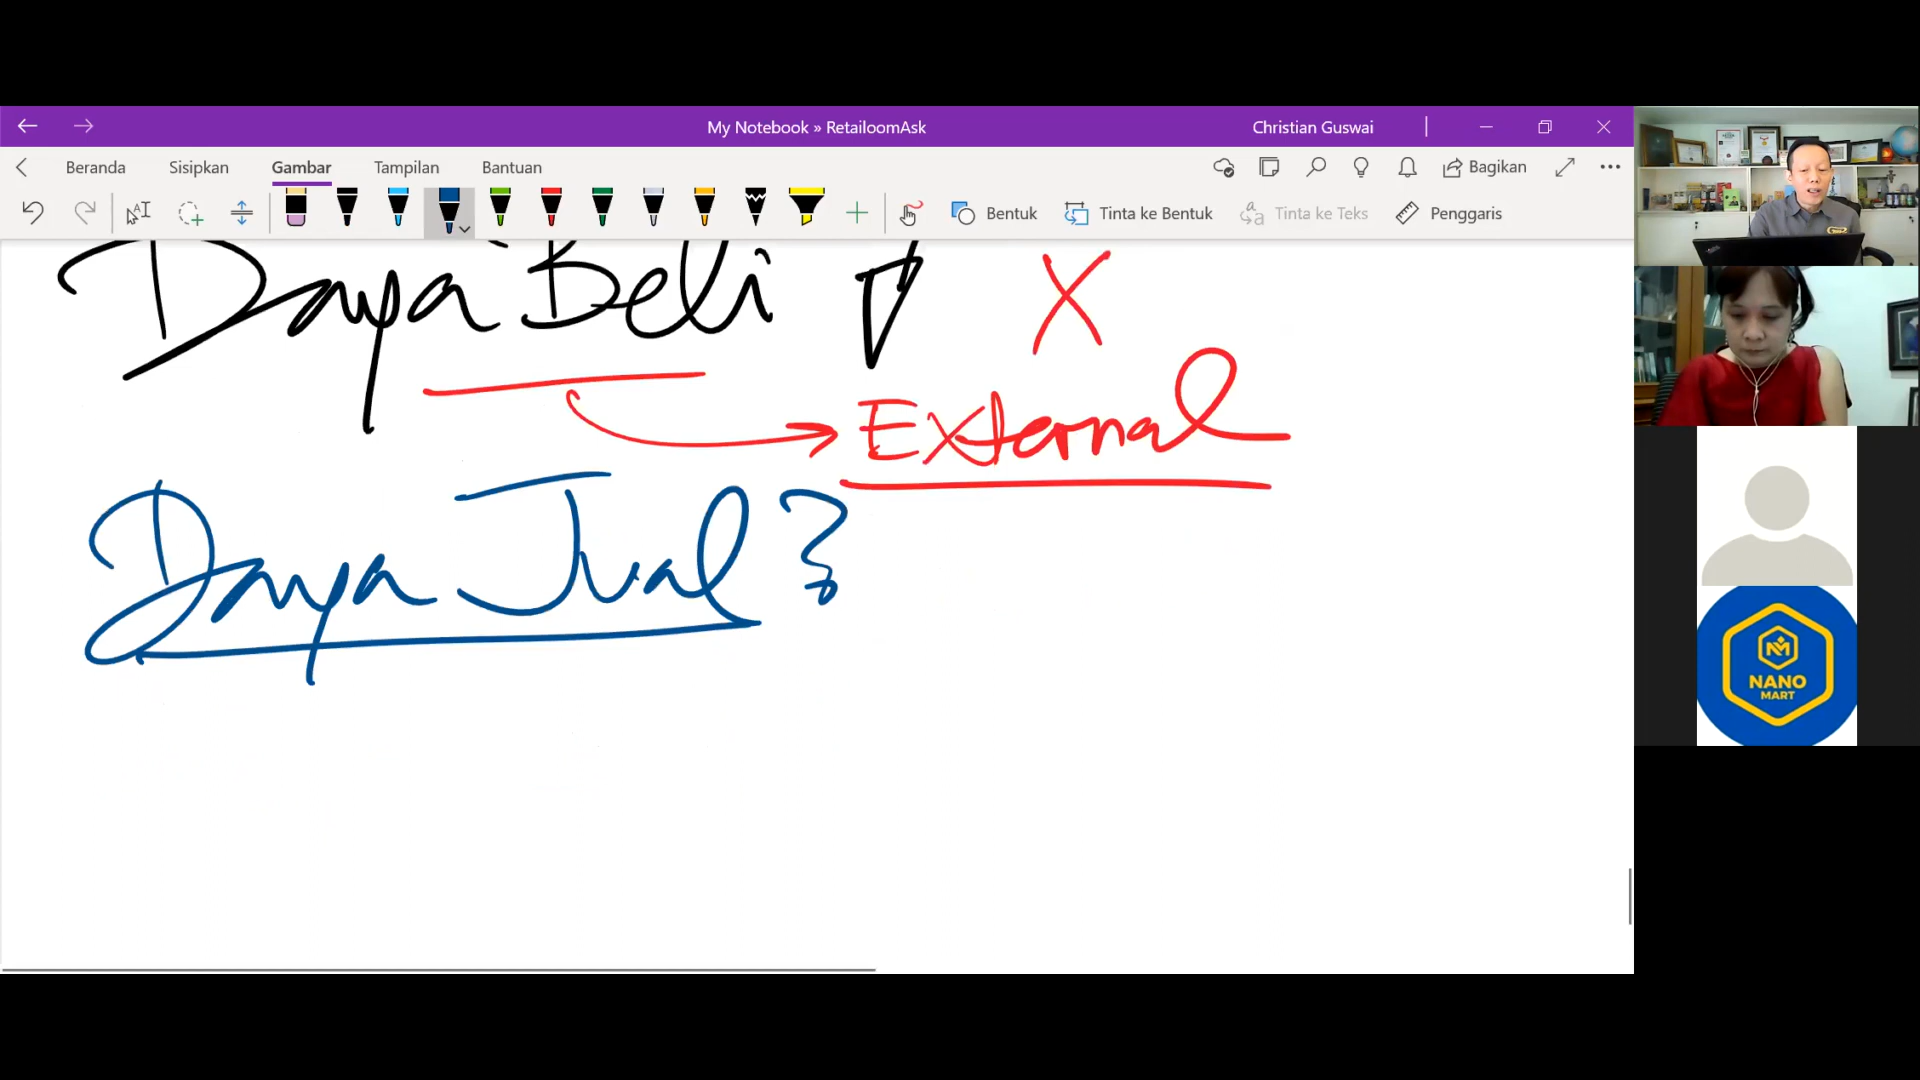 My Notebook » RetailoomAsk
Christian Guswai
Beranda Sisipkan Gambar Tampilan Bantuan
Bagikan
Bentuk Tinta ke Bentuk Tinta ke Teks Penggaris
Daya Beli X
External
Daya Jual ?
NANO
MART